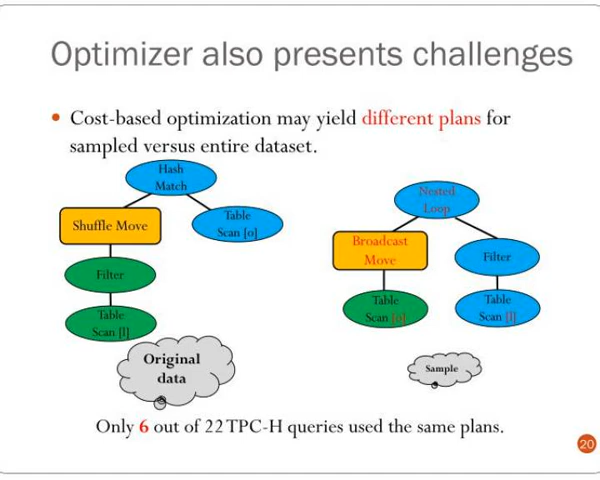 Optimizer also presents challenges
• Cost-based optimization may yield different plans for
sampled versus entire dataset.
Hash
Match
Shuffle Move
Table
Scan [o]
Filter
Table
Scan [l]
Original
data
Nested
Loop
Broadcast
Move
Filter
Table
Scan [o]
Table
Scan [l]
Sample
Only 6 out of 22 TPC-H queries used the same plans.
20